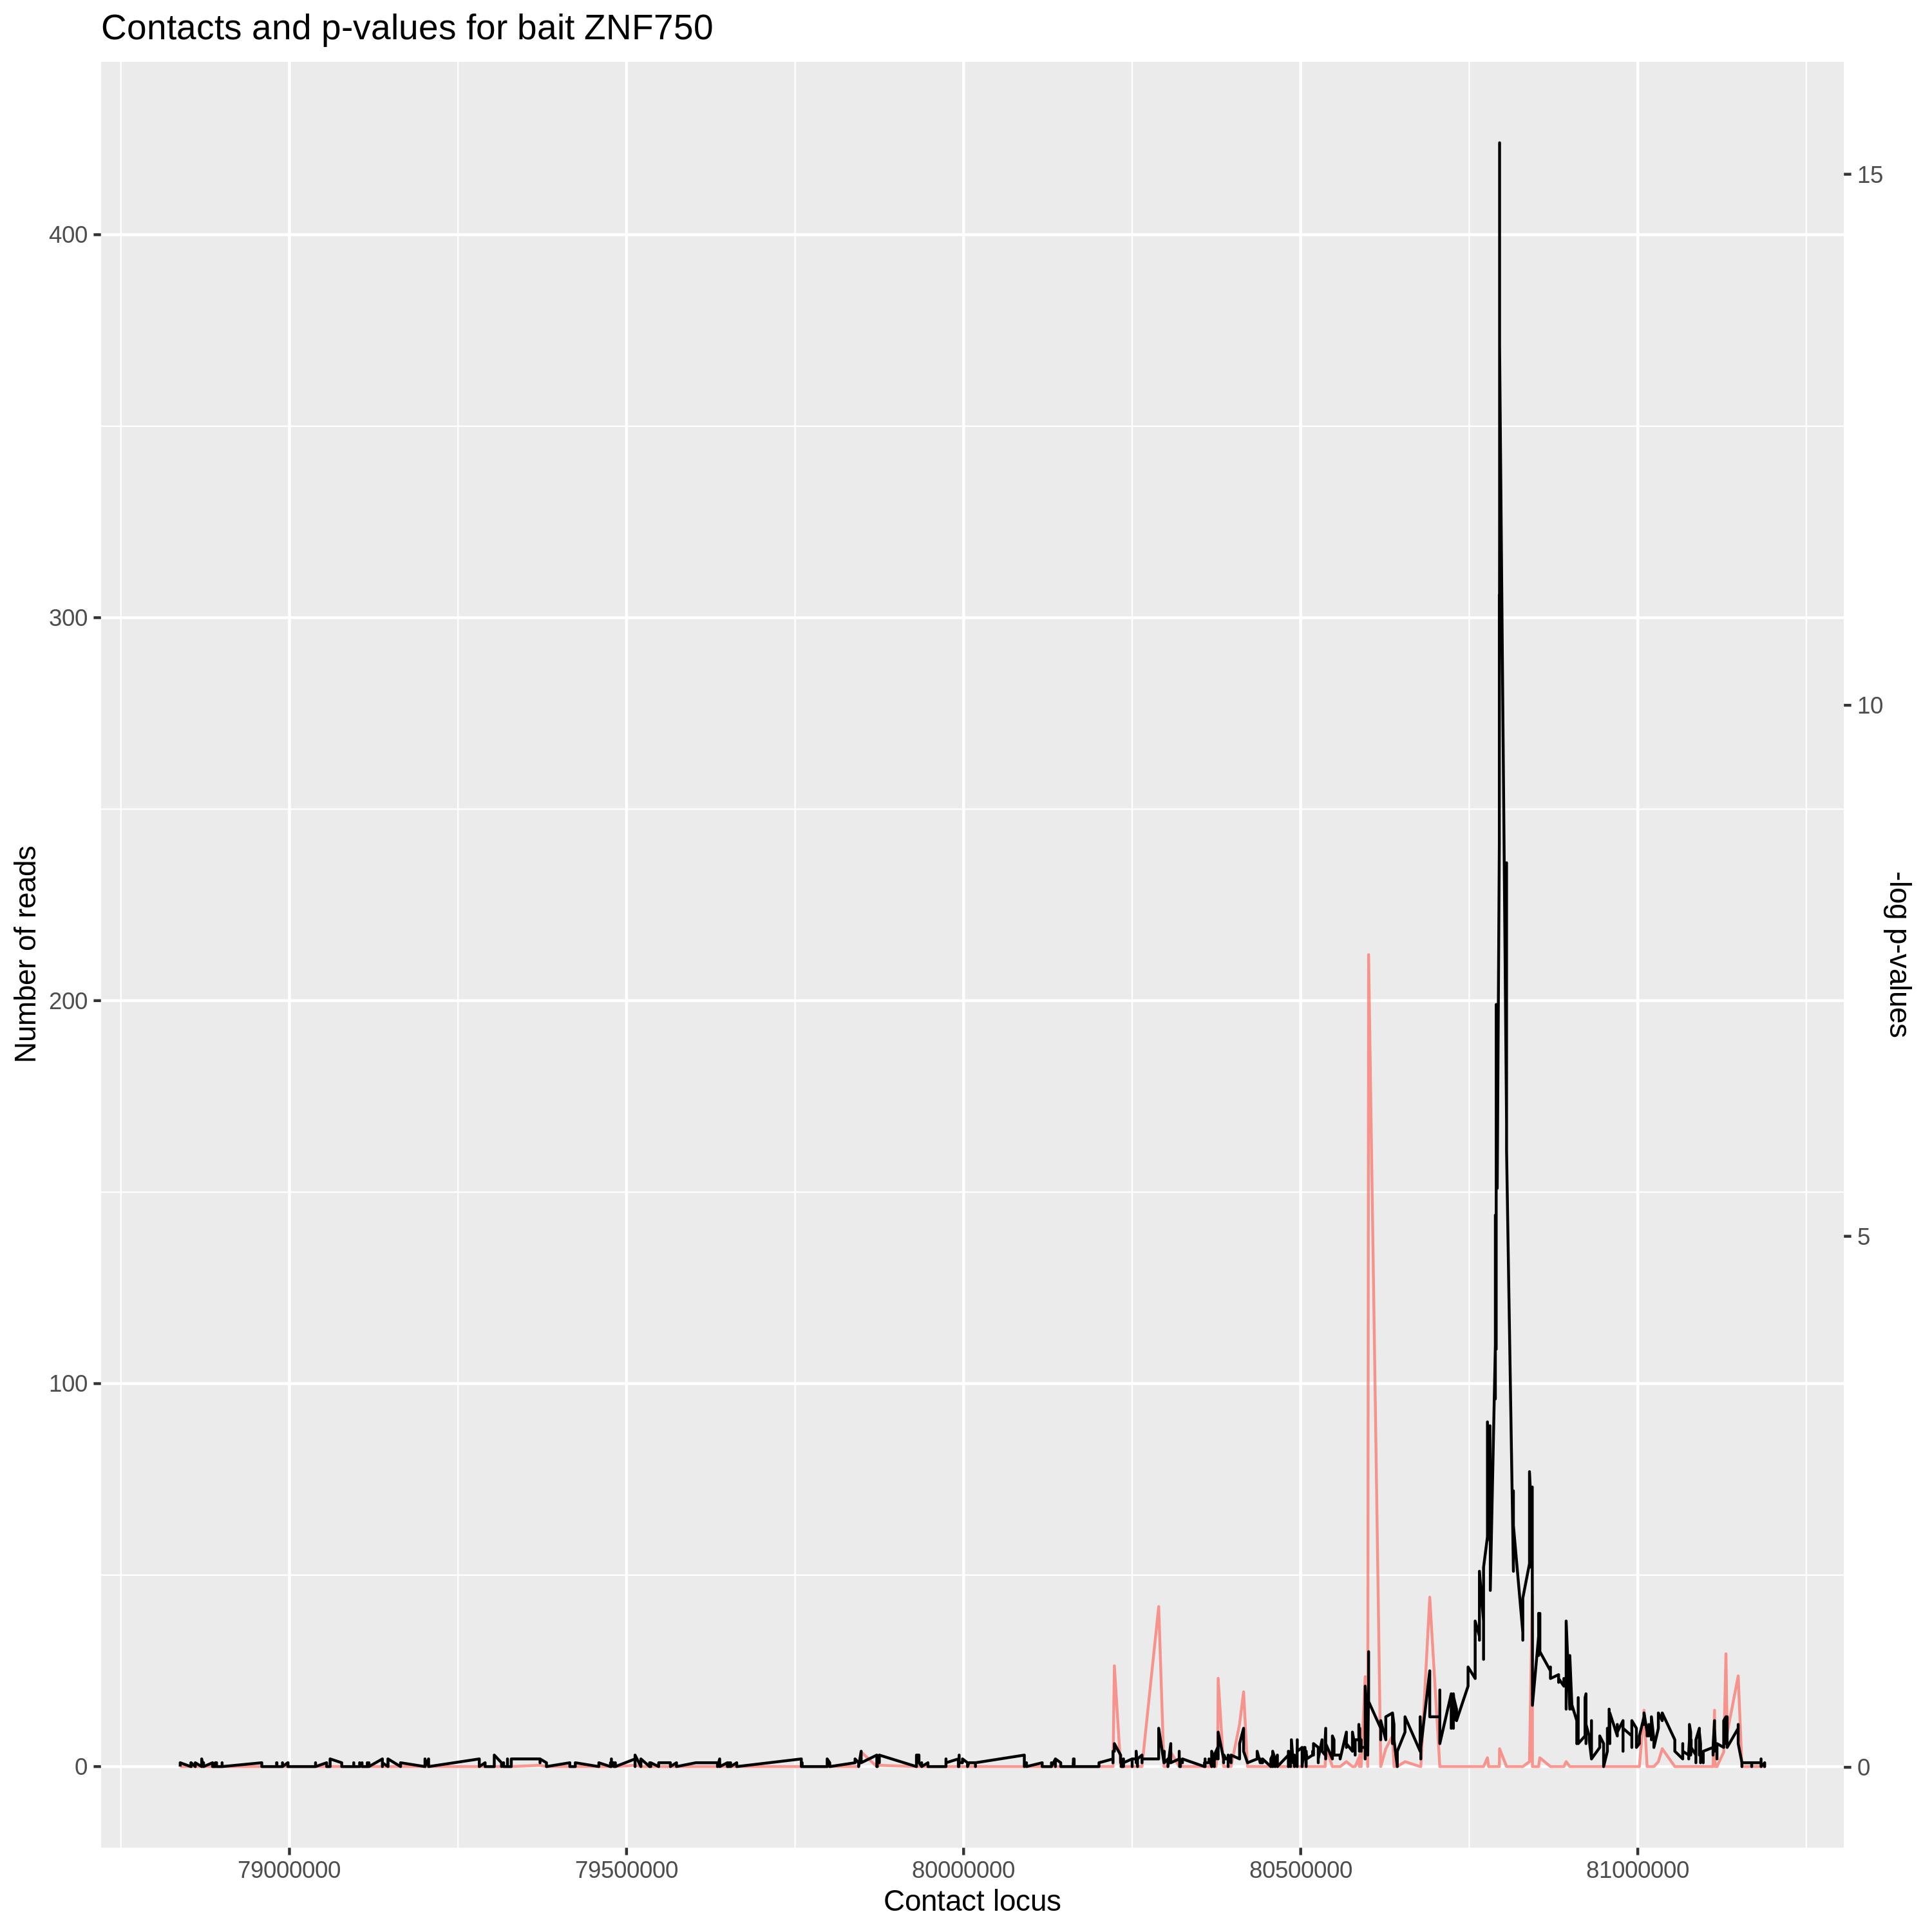 Contacts and p-values for bait ZNF750
400
300
200
100
0
Number of reads
15
10
5
0
-log p-values
79000000 79500000 80000000 80500000 81000000
Contact locus